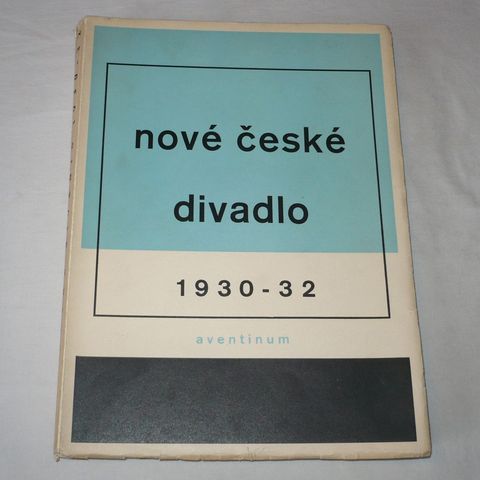 nové české
divadlo
1930-32
aventinum